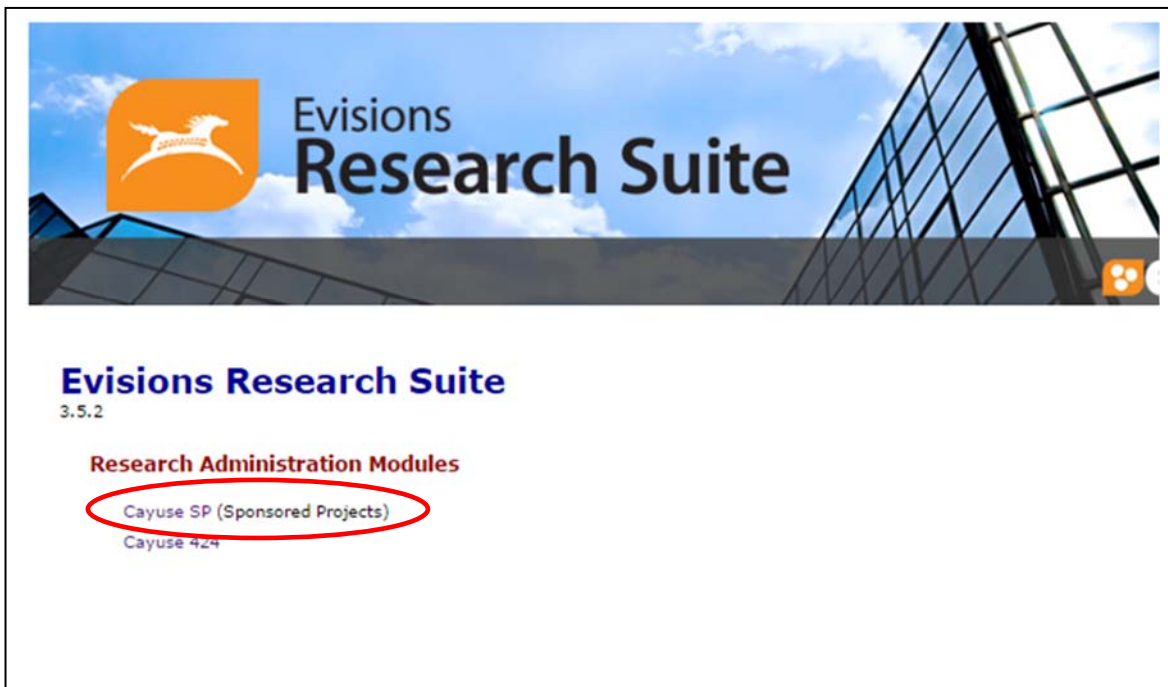 Evisions
Research Suite
Evisions Research Suite
3.5.2
Research Administration Modules
Cayuse SP (Sponsored Projects)
Cayuse 424